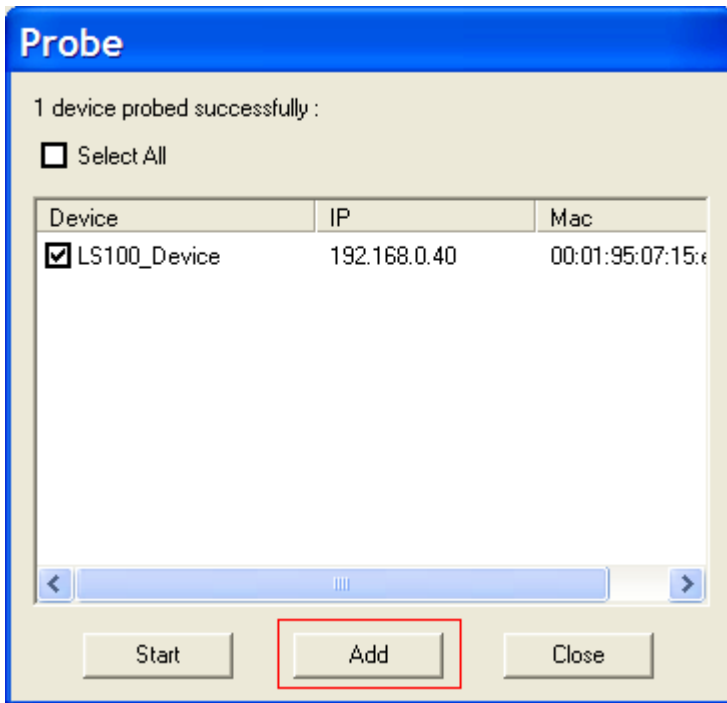 Probe
1 device probed successfully :
Select All
Device IP Mac
LS100_Device 192.168.0.40 00:01:95:07:15:
Start Add Close